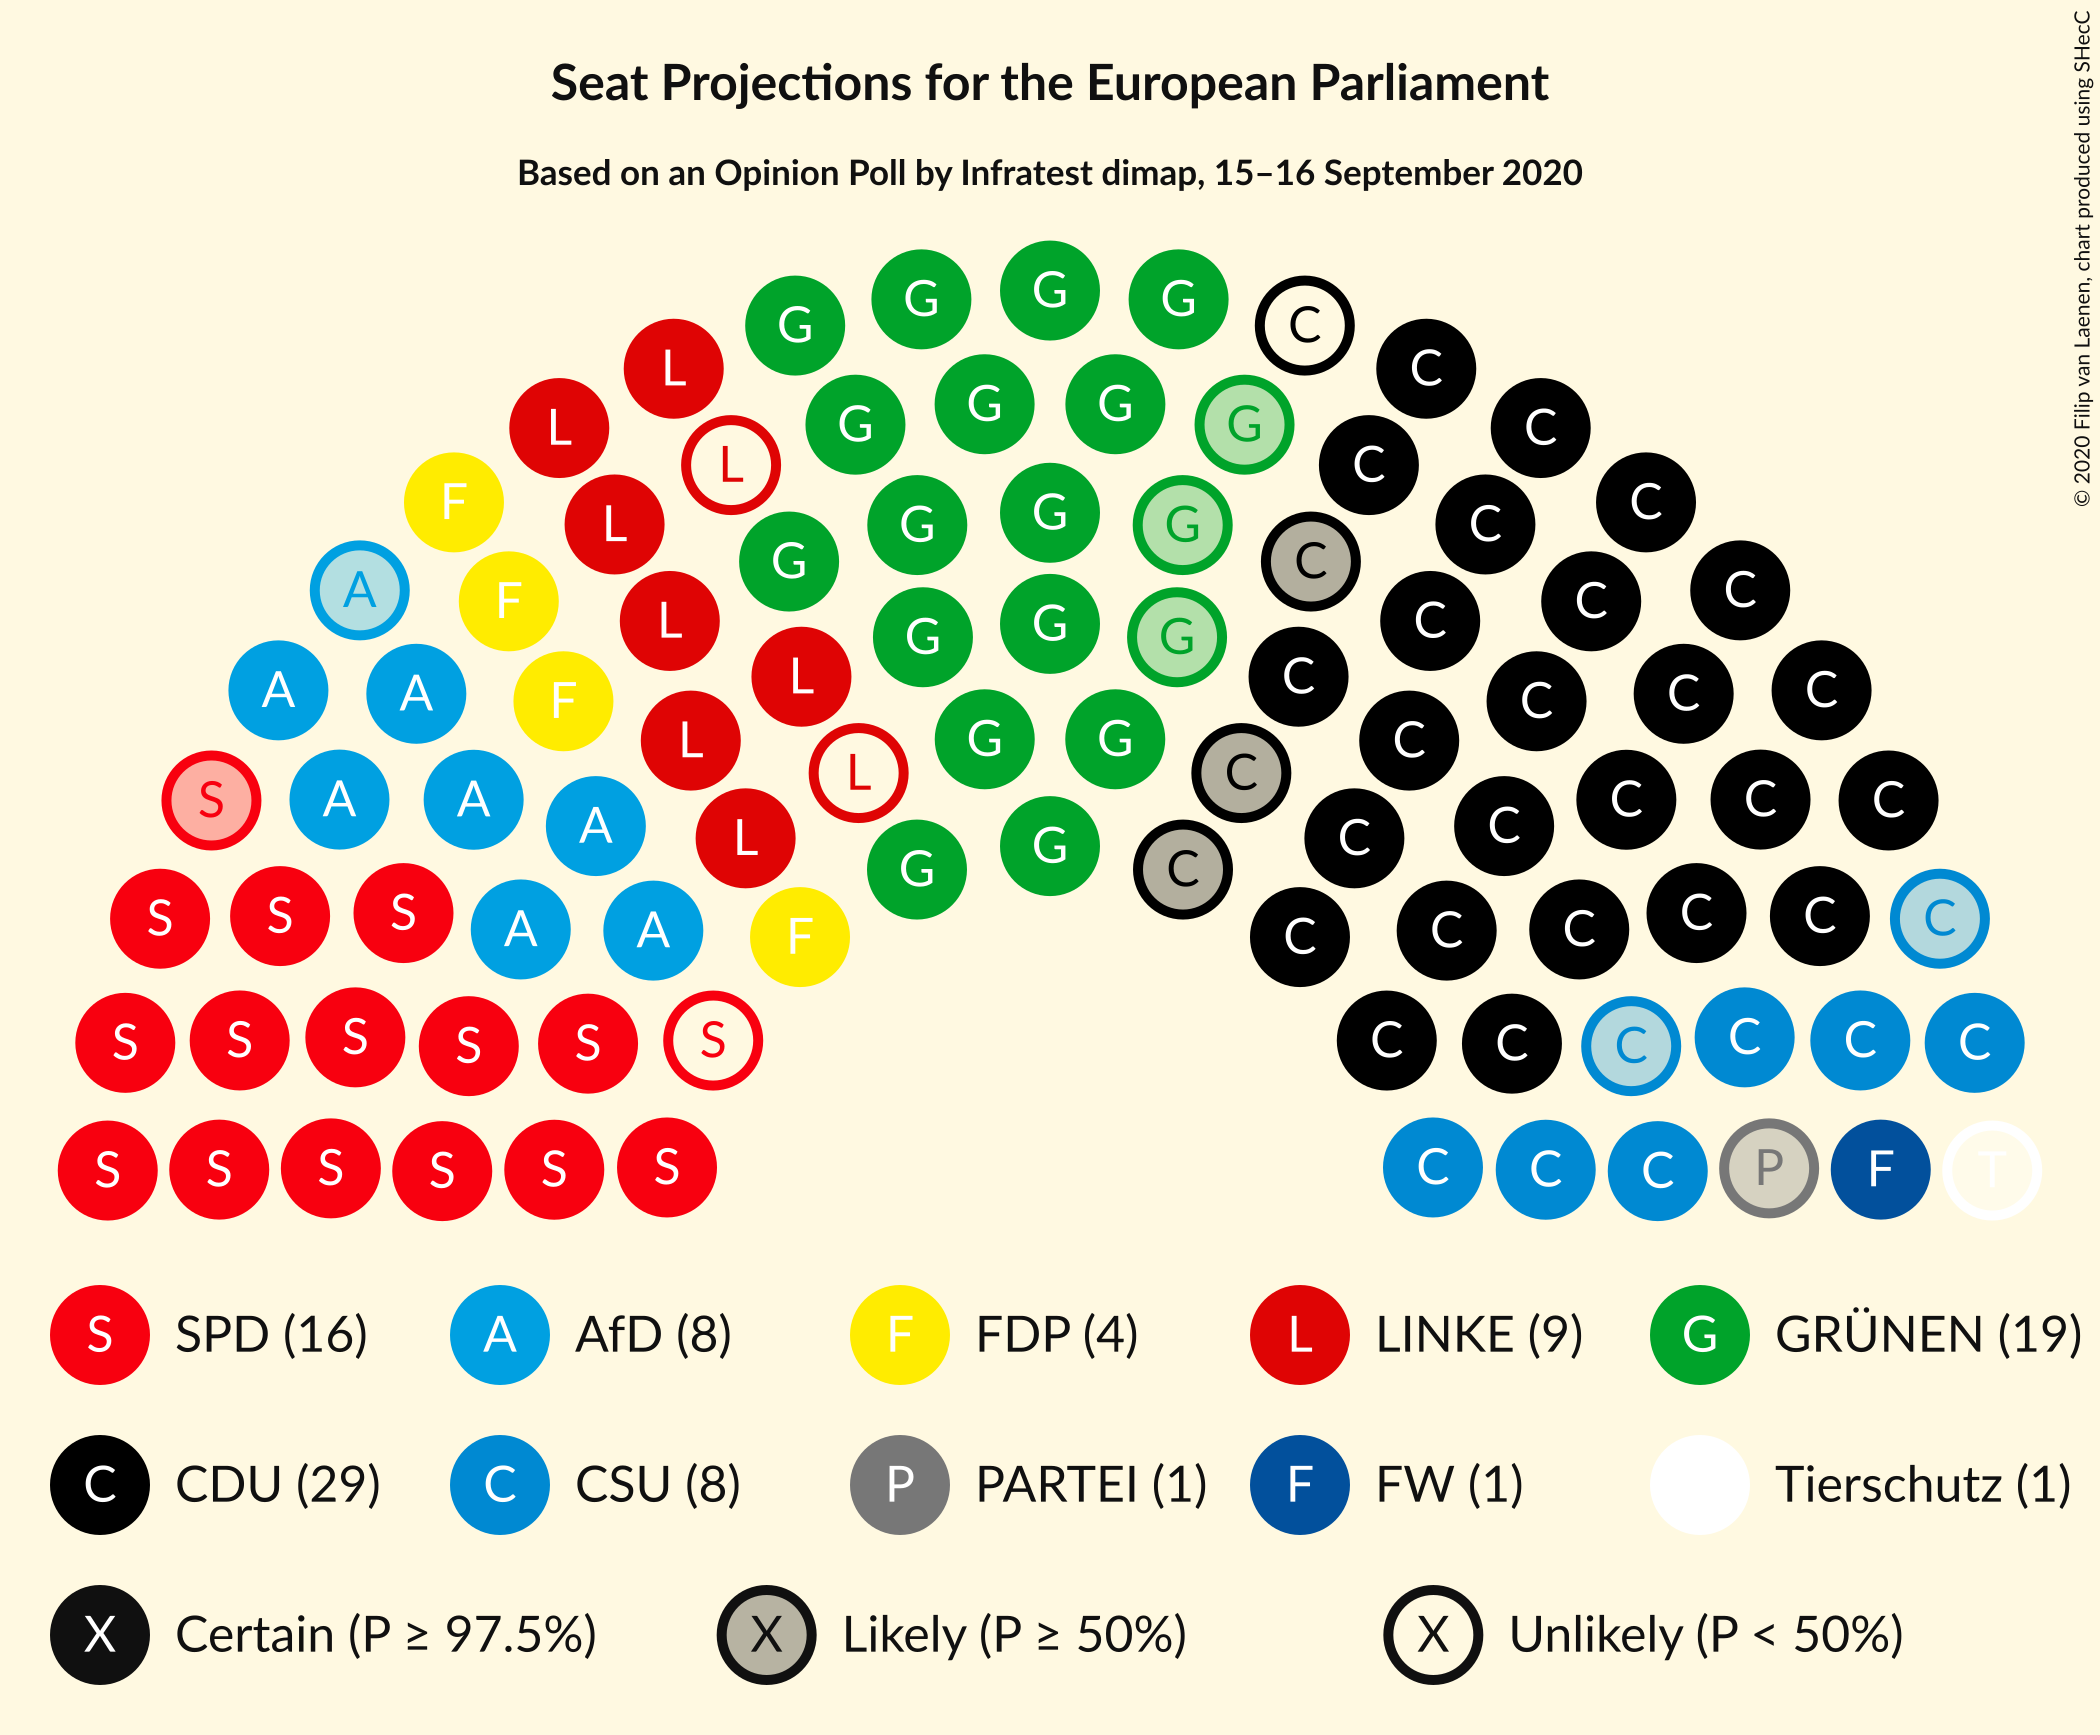 Seat Projections for the European Parliament
Based on an Opinion Poll by Infratest dimap, 15–16 September 2020
© 2020 Filip van Laenen, chart produced using SHecC
G G G G C
L G G G G C C
L L G G G G C C C
F L G G G C C
A F L L G C C C C
A A F L G G C C C C C
S A A A L L G C C C C C C C
S S S A A F G G C C C C C C C
S S S S S S C C C C C C
S S S S S S C C C P F T
S SPD (16) A AfD (8) F FDP (4) L LINKE (9) G GRÜNEN (19)
C CDU (29) C CSU (8) P PARTEI (1) F FW (1) Tierschutz (1)
X Certain (P ≥ 97.5%) X Likely (P ≥ 50%) X Unlikely (P < 50%)